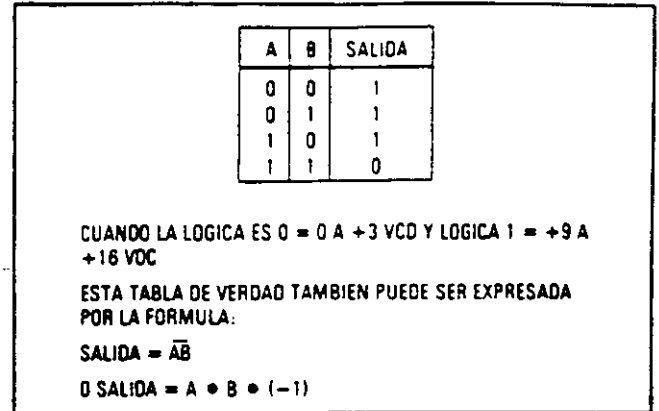 A B SALIDA
0 0 1
0 1 1
1 0 1
1 1 0
CUANDO LA LOGICA ES 0 = 0 A +3 VCD Y LOGICA 1 = +9 A
+16 VDC
ESTA TABLA DE VERDAD TAMBIEN PUEDE SER EXPRESADA
POR LA FORMULA:
SALIDA = A̅B̅
0 SALIDA = A • B • (−1)